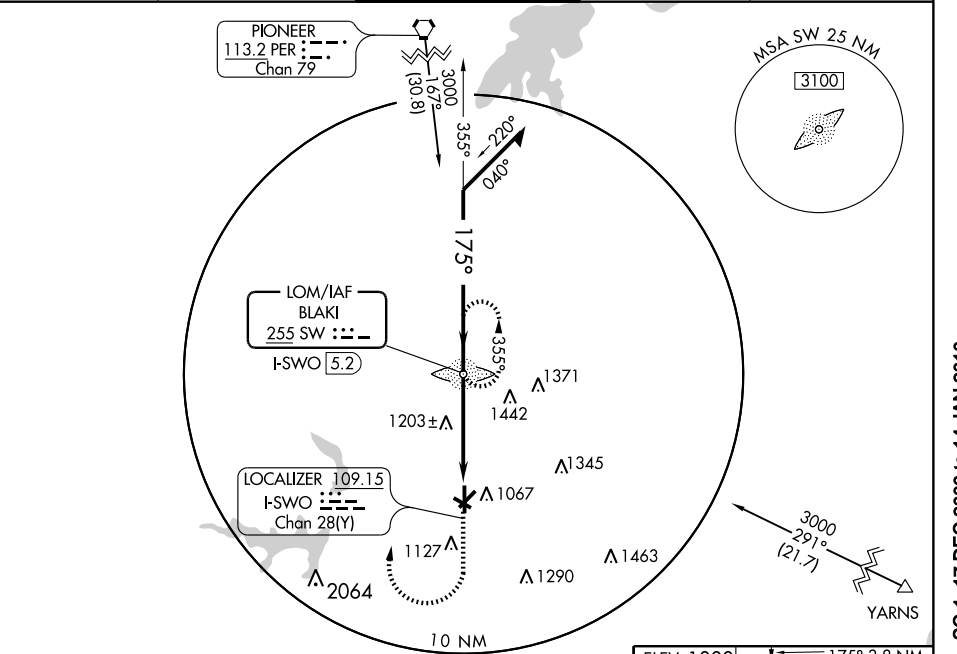 PIONEER
113.2 PER
Chan 79
3000
167°
(30.8)
355°
220°
040°
MSA SW 25 NM
3100
175°
LOM/IAF
BLAKI
255 SW
I-SWO 5.2
355°
1371
1442
1203±
1345
LOCALIZER 109.15
I-SWO
Chan 28(Y)
1067
1127
1463
1290
2064
3000
291°
(21.7)
YARNS
10 NM